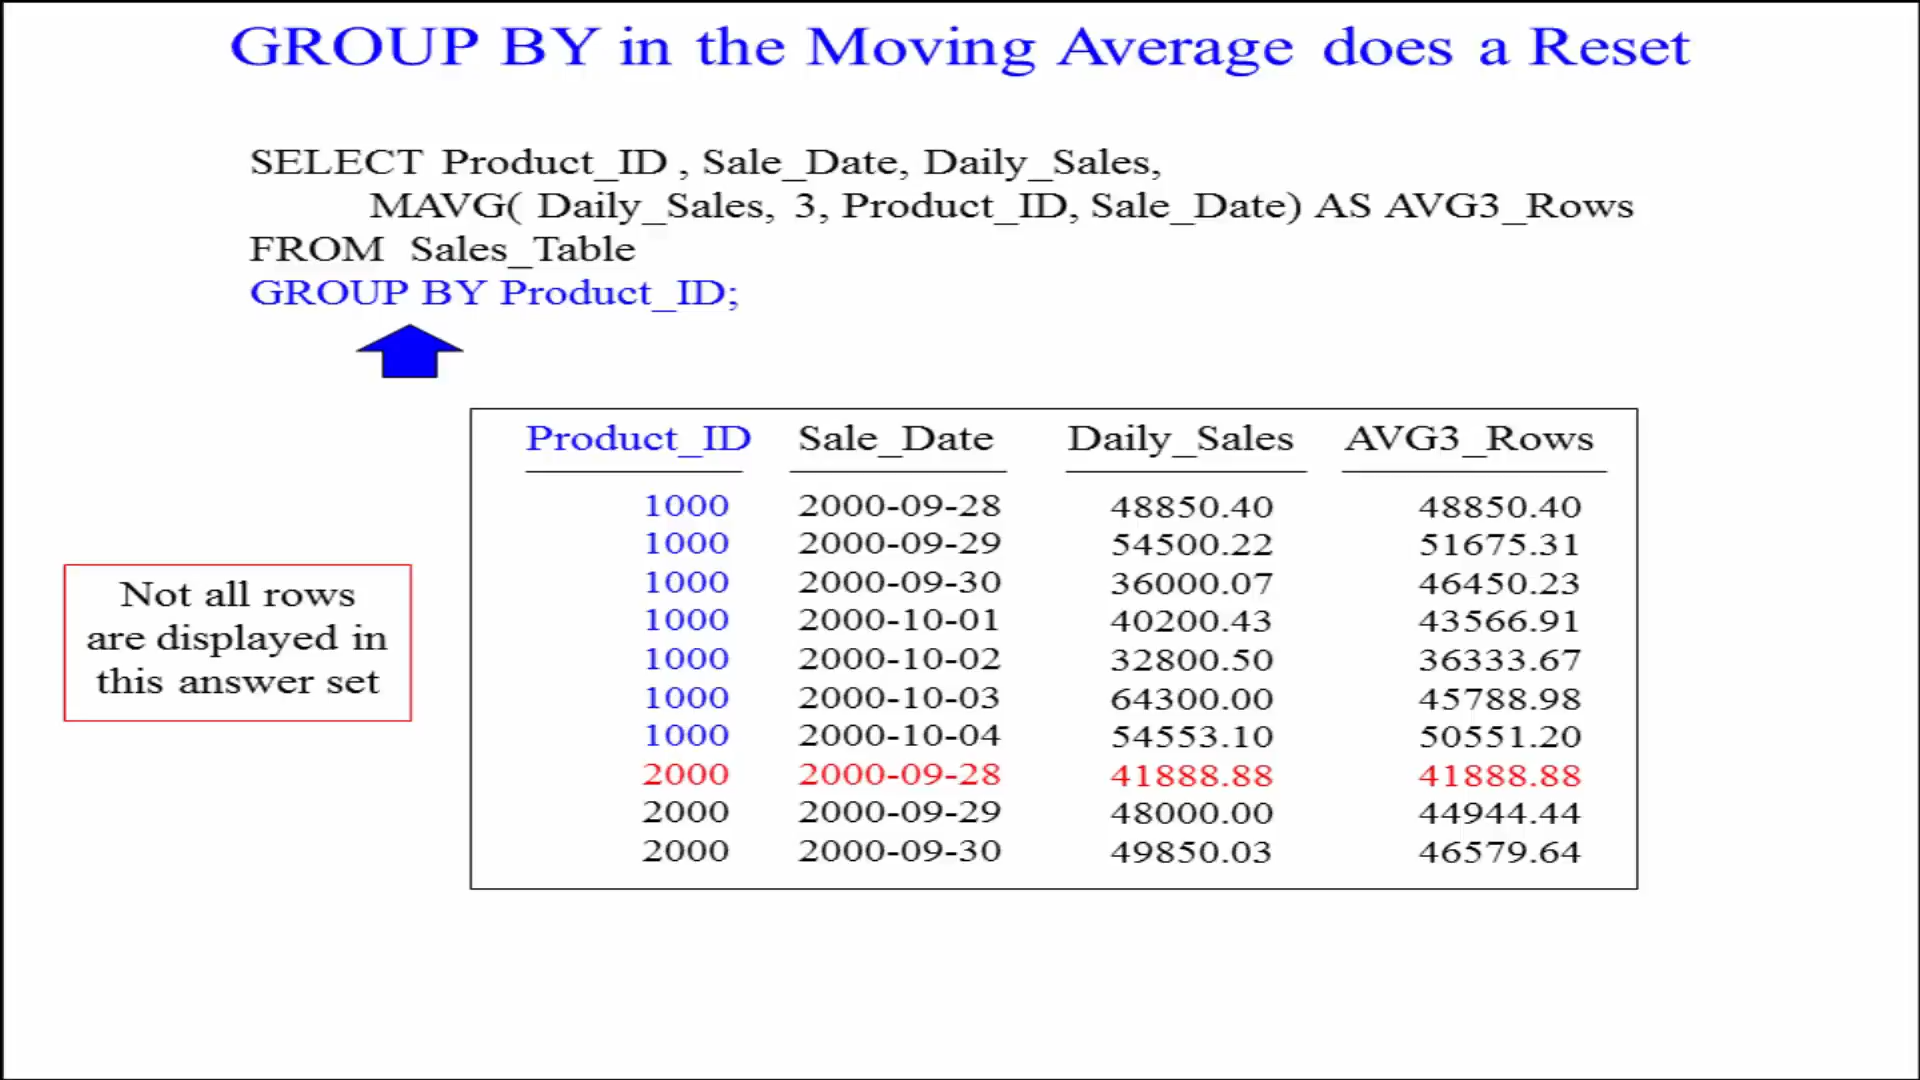 GROUP BY in the Moving Average does a Reset
SELECT Product_ID , Sale_Date, Daily_Sales,
MAVG( Daily_Sales, 3, Product_ID, Sale_Date) AS AVG3_Rows
FROM Sales_Table
GROUP BY Product_ID;
Product_ID Sale_Date Daily_Sales AVG3_Rows
1000 2000-09-28 48850.40 48850.40
1000 2000-09-29 54500.22 51675.31
1000 2000-09-30 36000.07 46450.23
1000 2000-10-01 40200.43 43566.91
1000 2000-10-02 32800.50 36333.67
1000 2000-10-03 64300.00 45788.98
1000 2000-10-04 54553.10 50551.20
2000 2000-09-28 41888.88 41888.88
2000 2000-09-29 48000.00 44944.44
2000 2000-09-30 49850.03 46579.64
Not all rows
are displayed in
this answer set